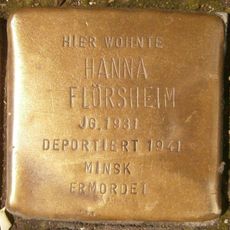 HIER WOHNTE
HANNA
FLÖRSHEIM
JG. 1931
DEPORTIERT 1941
MINSK
ERMORDET